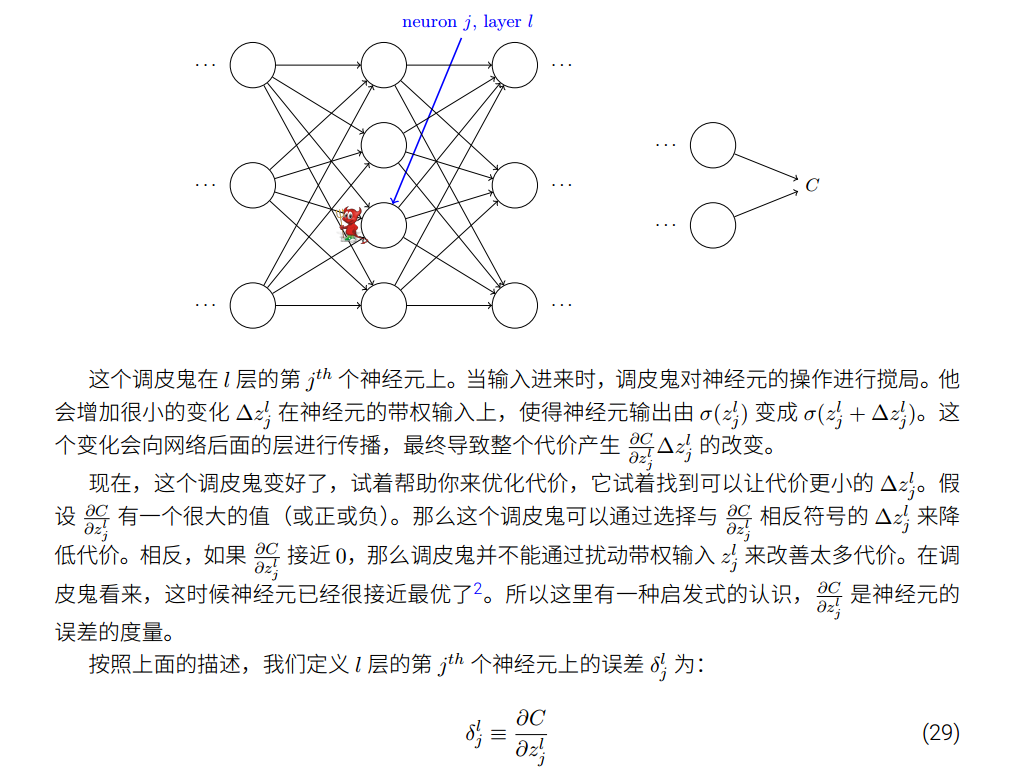 neuron j, layer l
··· ···
··· ···
··· C
··· ···
···
··· ···
这个调皮鬼在 l 层的第 j^{th} 个神经元上。当输入进来时，调皮鬼对神经元的操作进行搅局。他
会增加很小的变化 Δz_j^l 在神经元的带权输入上，使得神经元输出由 σ(z_j^l) 变成 σ(z_j^l + Δz_j^l)。这
个变化会向网络后面的层进行传播，最终导致整个代价产生 \frac{∂C}{∂z_j^l}Δz_j^l 的改变。
现在，这个调皮鬼变好了，试着帮助你来优化代价，它试着找到可以让代价更小的 Δz_j^l。假
设 \frac{∂C}{∂z_j^l} 有一个很大的值（或正或负）。那么这个调皮鬼可以通过选择与 \frac{∂C}{∂z_j^l} 相反符号的 Δz_j^l 来降
低代价。相反，如果 \frac{∂C}{∂z_j^l} 接近 0，那么调皮鬼并不能通过扰动带权输入 z_j^l 来改善太多代价。在调
皮鬼看来，这时候神经元已经很接近最优了²。所以这里有一种启发式的认识，\frac{∂C}{∂z_j^l} 是神经元的
误差的度量。
按照上面的描述，我们定义 l 层的第 j^{th} 个神经元上的误差 δ_j^l 为：
δ_j^l ≡ \frac{∂C}{∂z_j^l} (29)